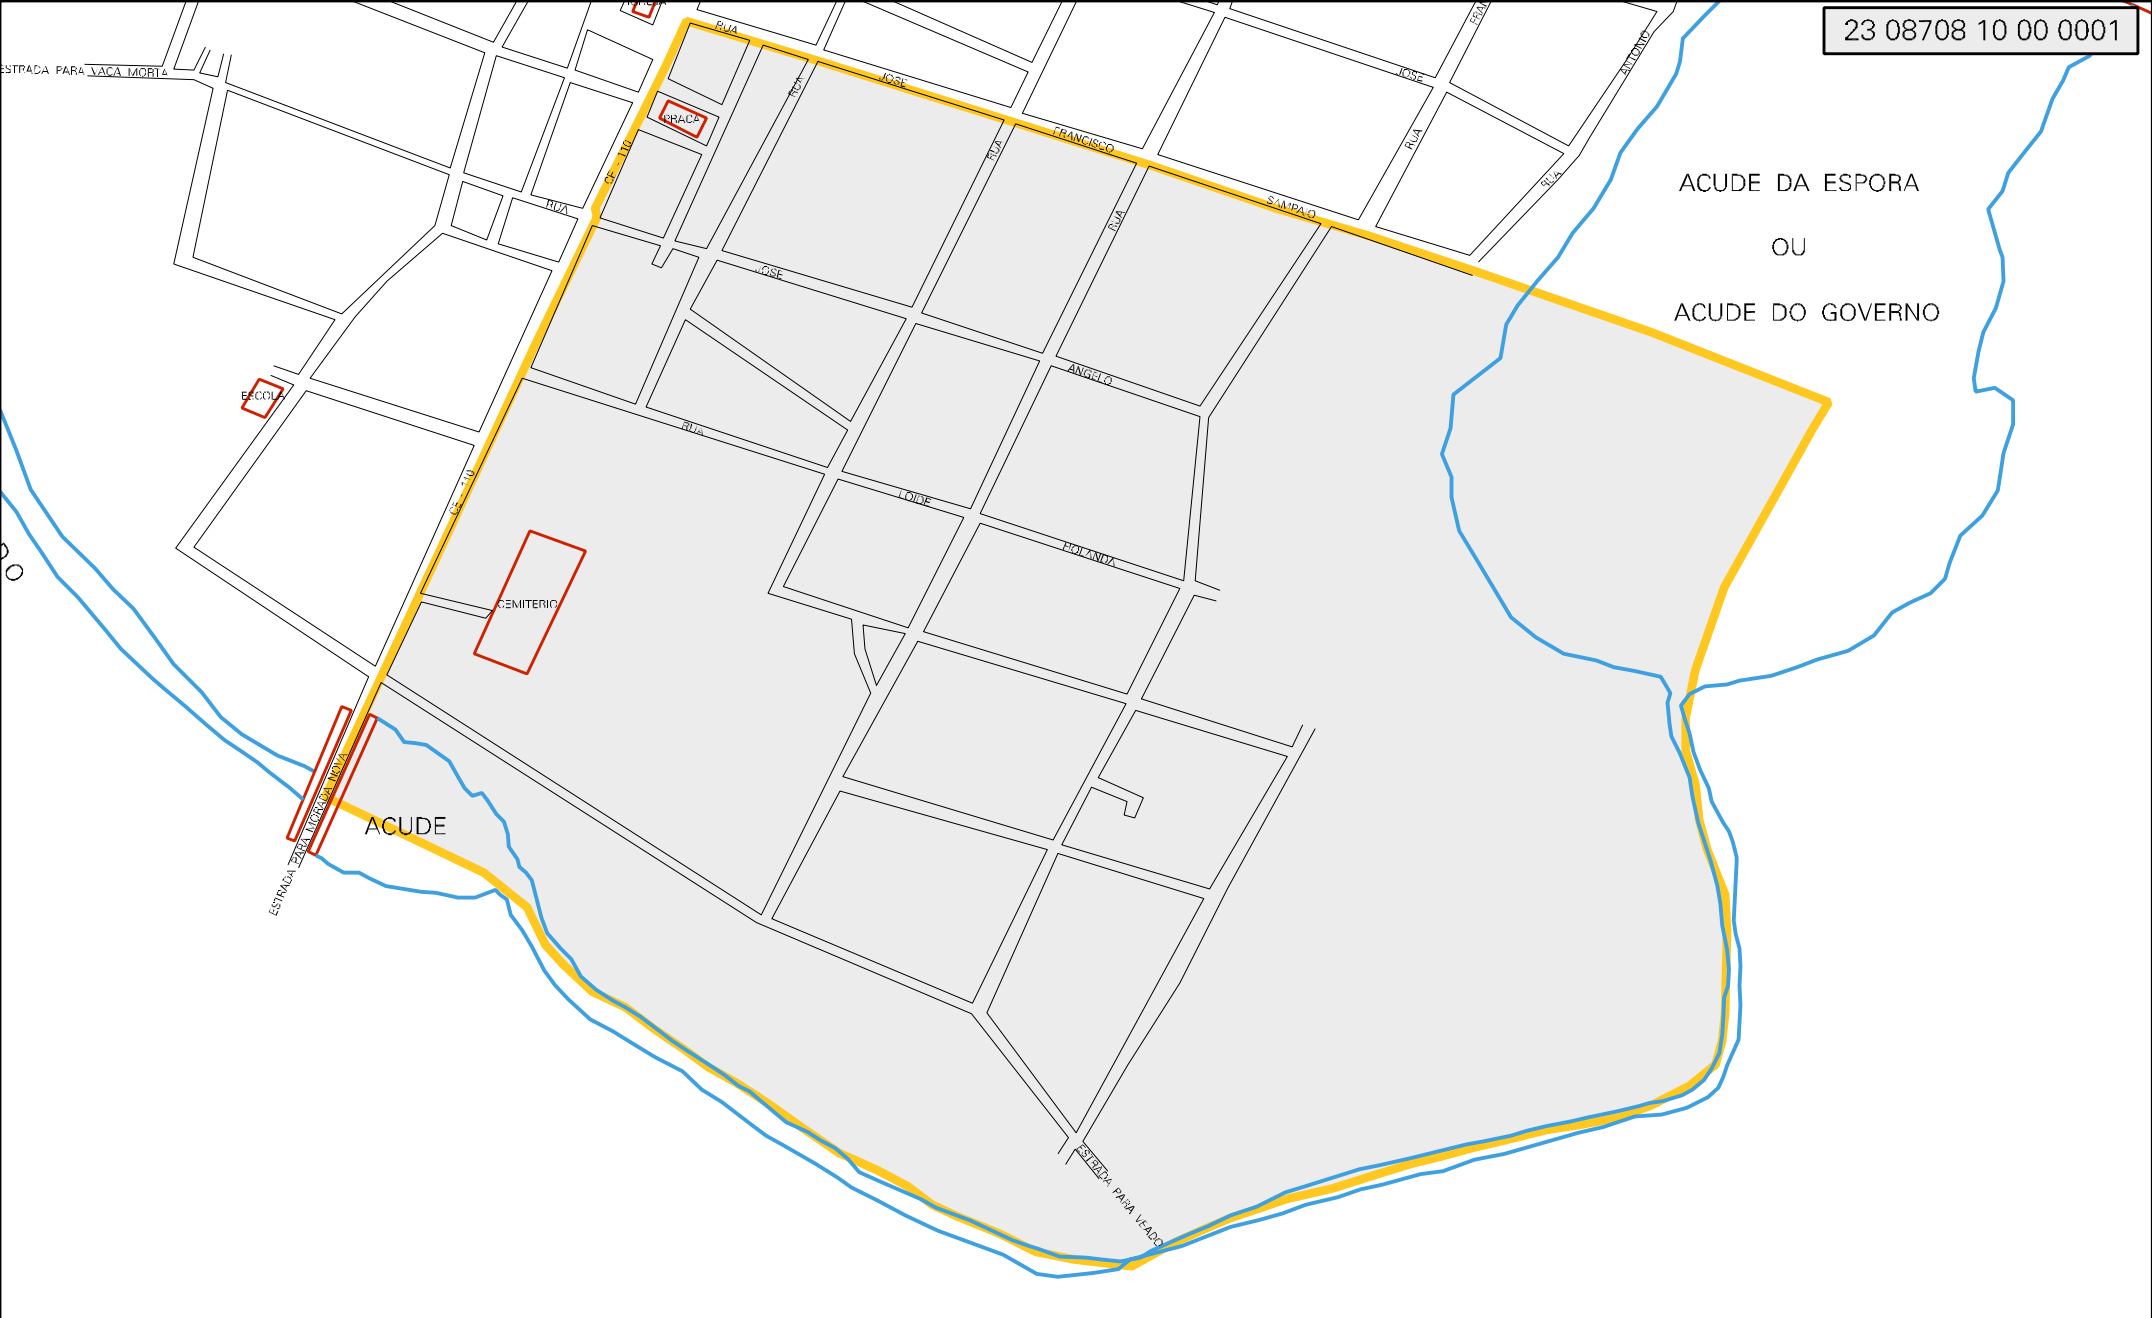 23 08708 10 00 0001
RUA
ESTRADA PARA VACA MORTA
JOSE
JOSE
ANTONIO
RUA
PRACA
FRANCISCO
RUA
RUA
CE - 110
RUA
ACUDE DA ESPORA
OU
ACUDE DO GOVERNO
RUA
SAMPAIO
RUA
JOSE
ANGELO
ESCOLA
RUA
CE - 110
LOIDE
HOLANDA
CEMITERIO
ACUDE
ESTRADA PARA MORADA NOVA
ESTRADA PARA VEADO